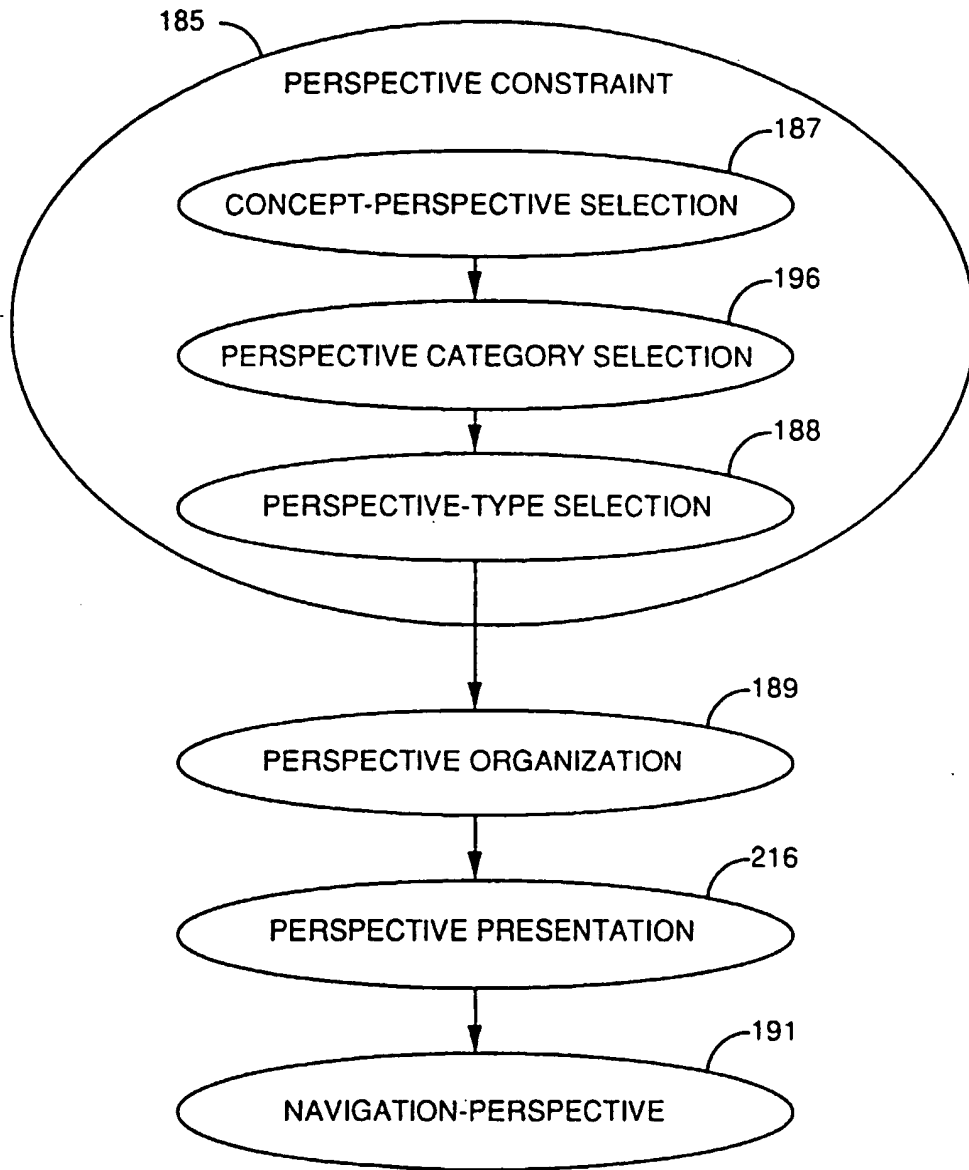 185
PERSPECTIVE CONSTRAINT
187
CONCEPT-PERSPECTIVE SELECTION
196
PERSPECTIVE CATEGORY SELECTION
188
PERSPECTIVE-TYPE SELECTION
189
PERSPECTIVE ORGANIZATION
216
PERSPECTIVE PRESENTATION
191
NAVIGATION-PERSPECTIVE